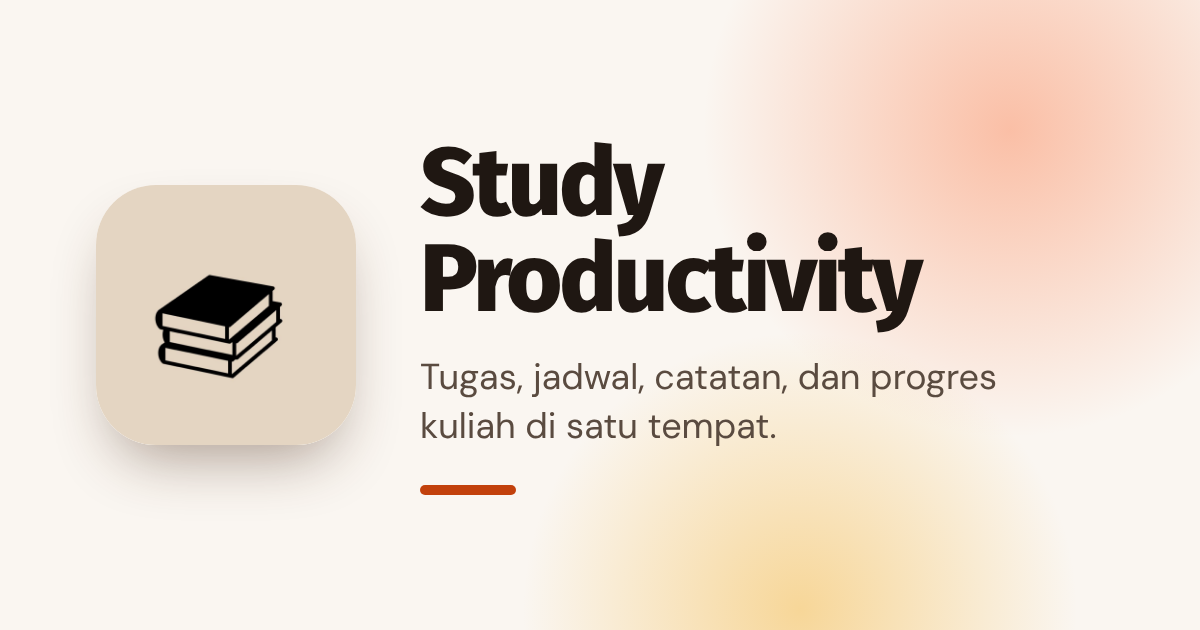 Study
Productivity
Tugas, jadwal, catatan, dan progres
kuliah di satu tempat.